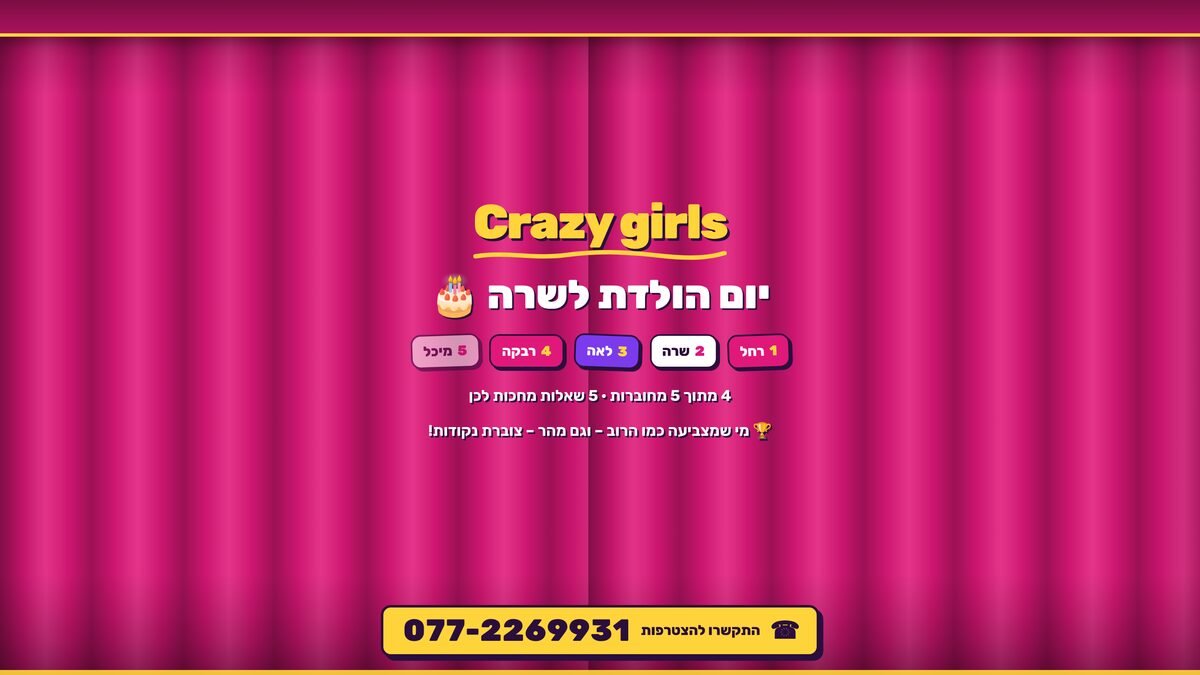 Crazy girls
יום הולדת לשרה 🎂
1 רחל 2 שרה 3 לאה 4 רבקה 5 מיכל
4 מתוך 5 מחוברות • 5 שאלות מחכות לכן
🏆 מי שמצביעה כמו הרוב – וגם מהר – צוברת נקודות!
☎ התקשרו להצטרפות 077-2269931